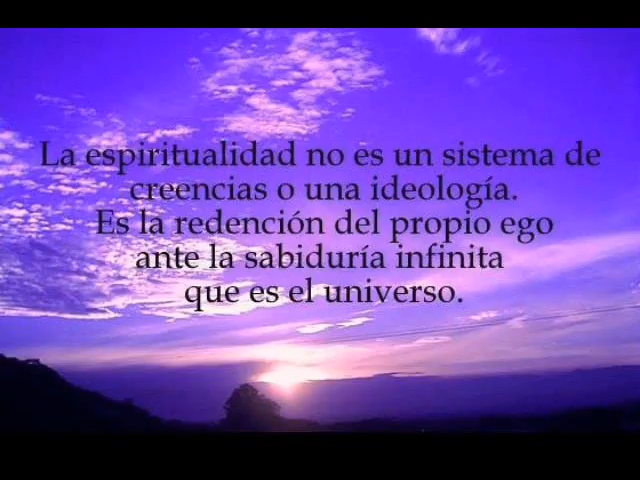 La espiritualidad no es un sistema de
creencias o una ideología.
Es la redención del propio ego
ante la sabiduría infinita
que es el universo.